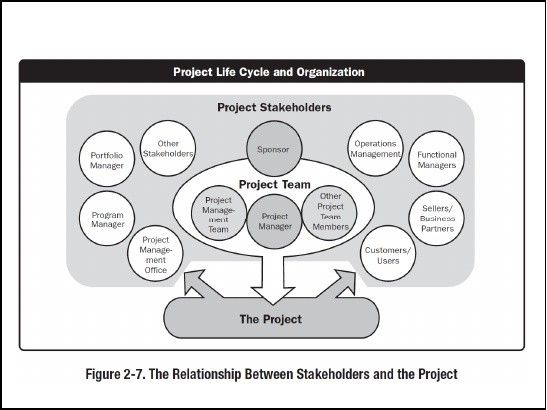 Project Life Cycle and Organization
Project Stakeholders
Portfolio
Manager
Other
Stakeholders
Sponsor
Operations
Management
Functional
Managers
Program
Manager
Project Team
Project
Manage-
ment
Team
Project
Manager
Other
Project
Team
Members
Sellers/
Business
Partners
Project
Manage-
ment
Office
Customers/
Users
The Project
Figure 2-7. The Relationship Between Stakeholders and the Project